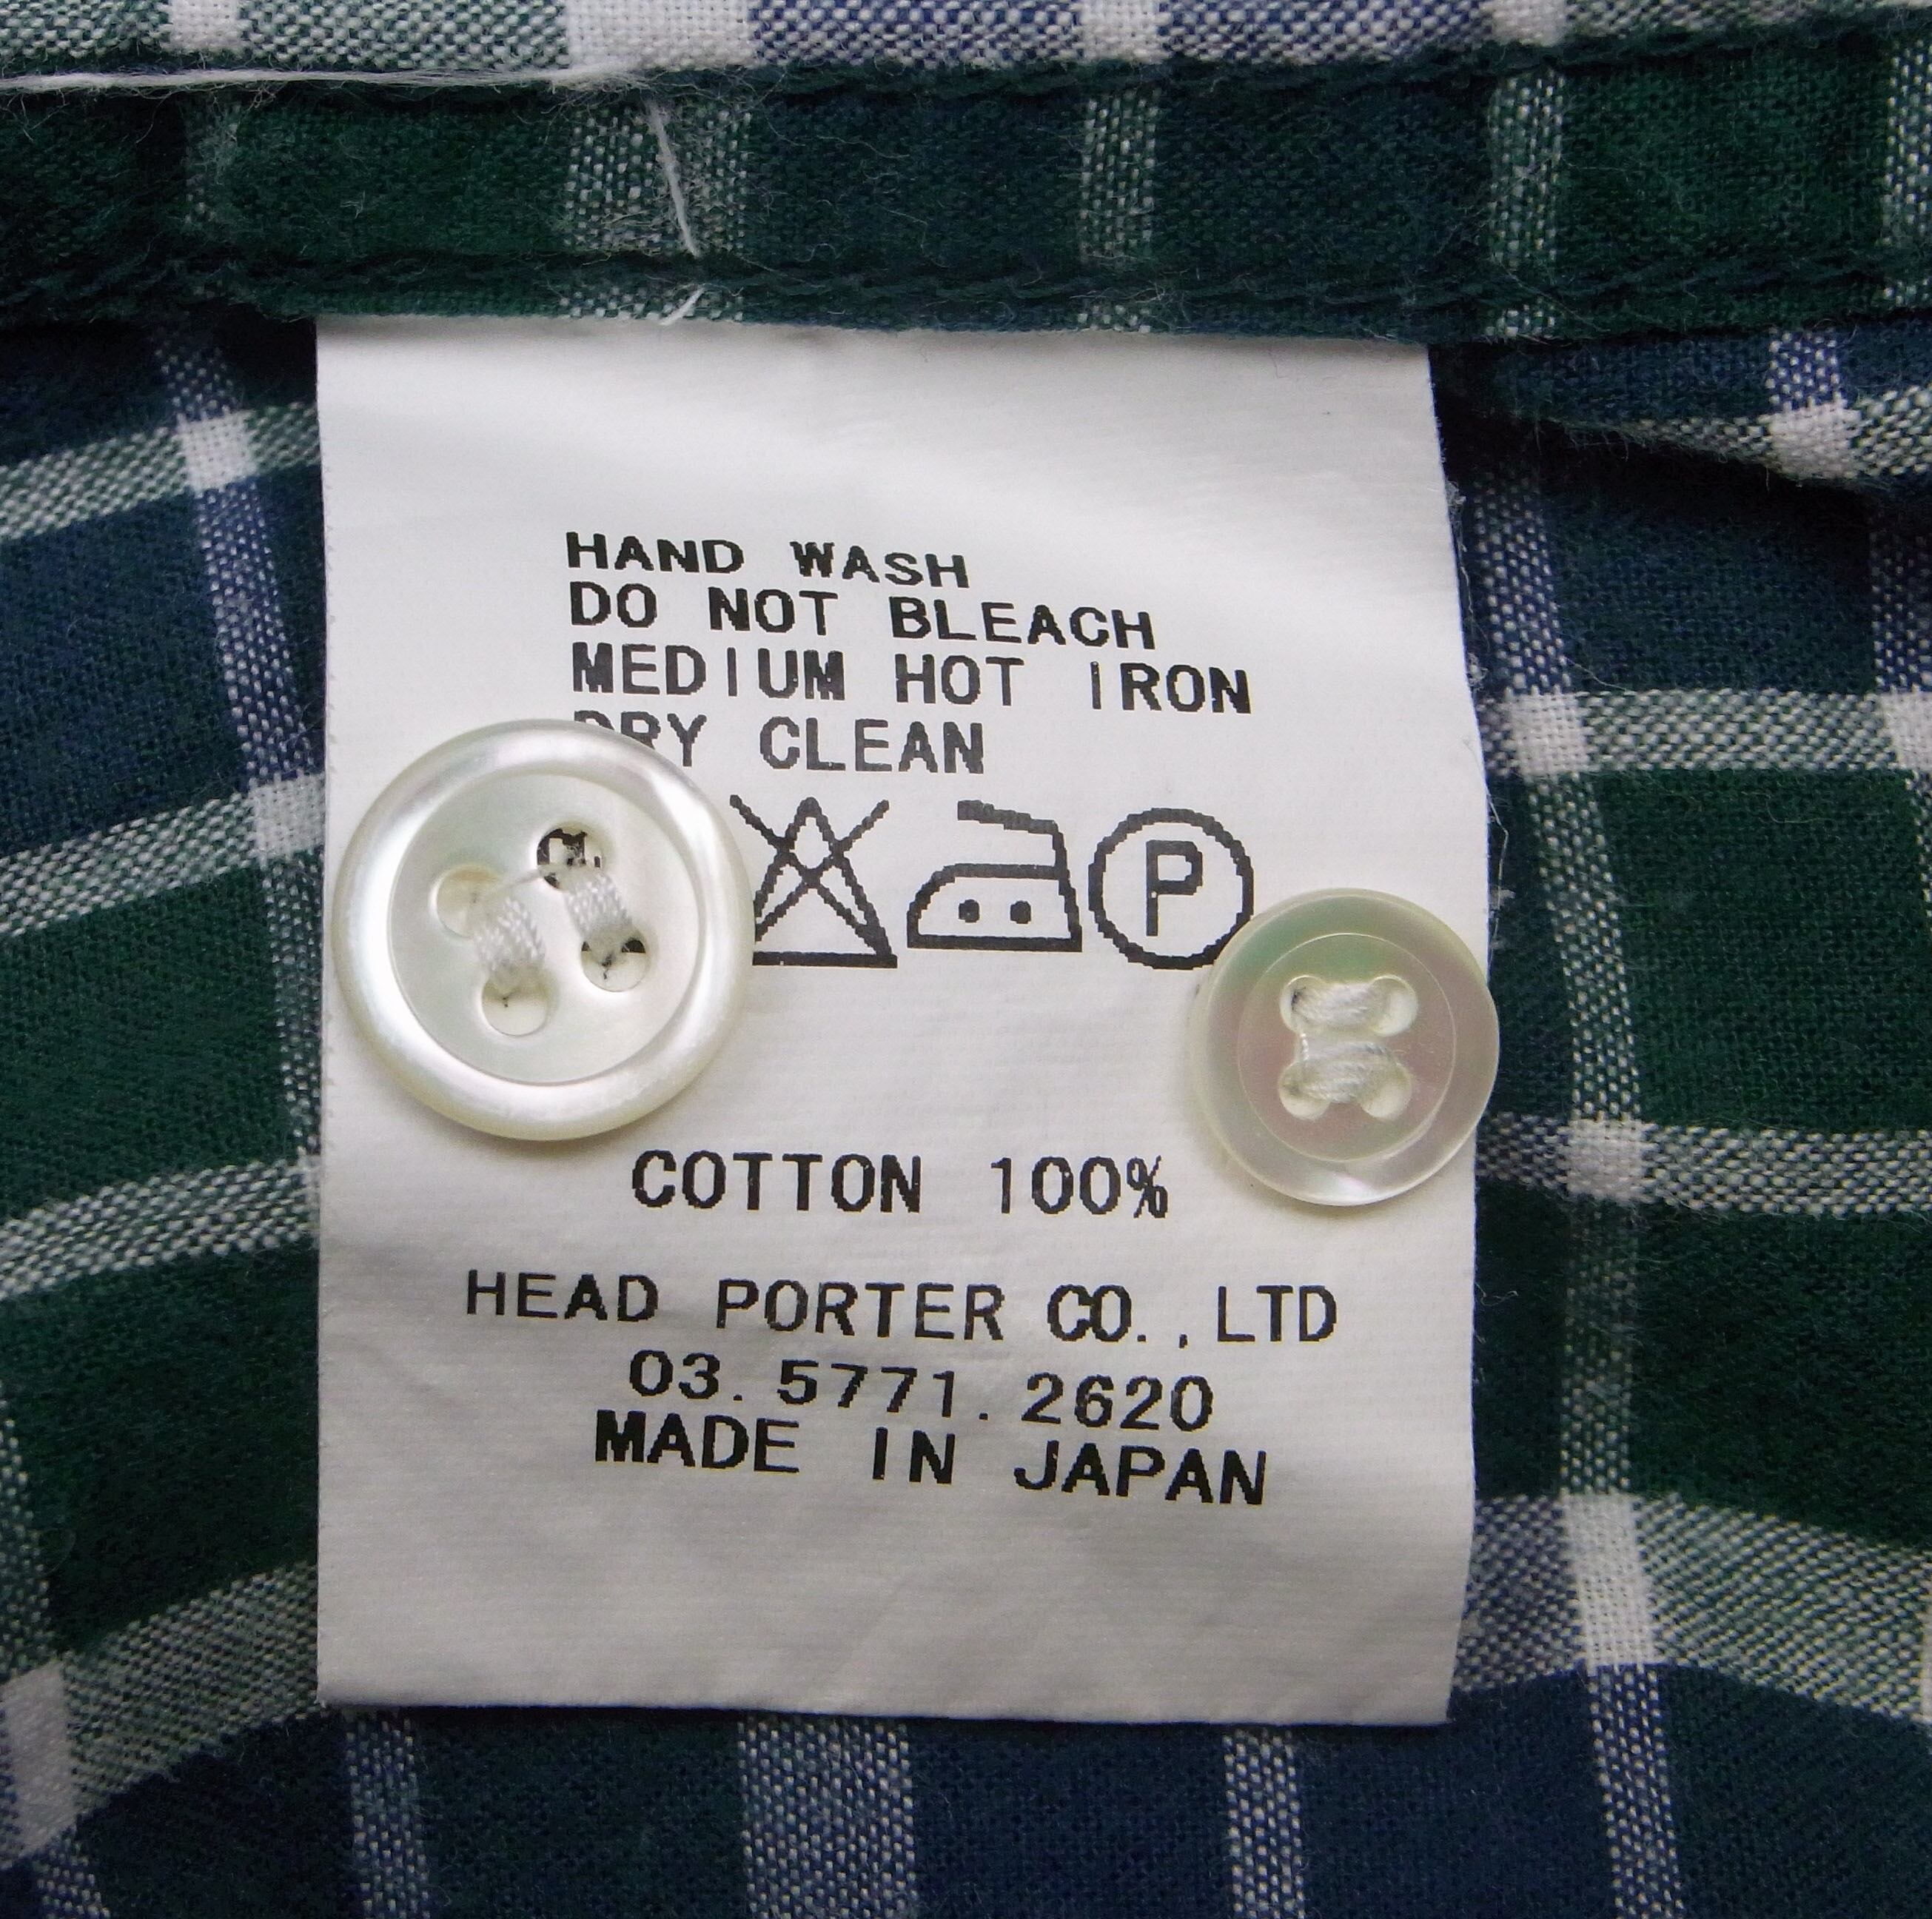 HAND WASH
DO NOT BLEACH
MEDIUM HOT IRON
DRY CLEAN
P
COTTON 100%
HEAD PORTER CO.,LTD
03.5771.2620
MADE IN JAPAN